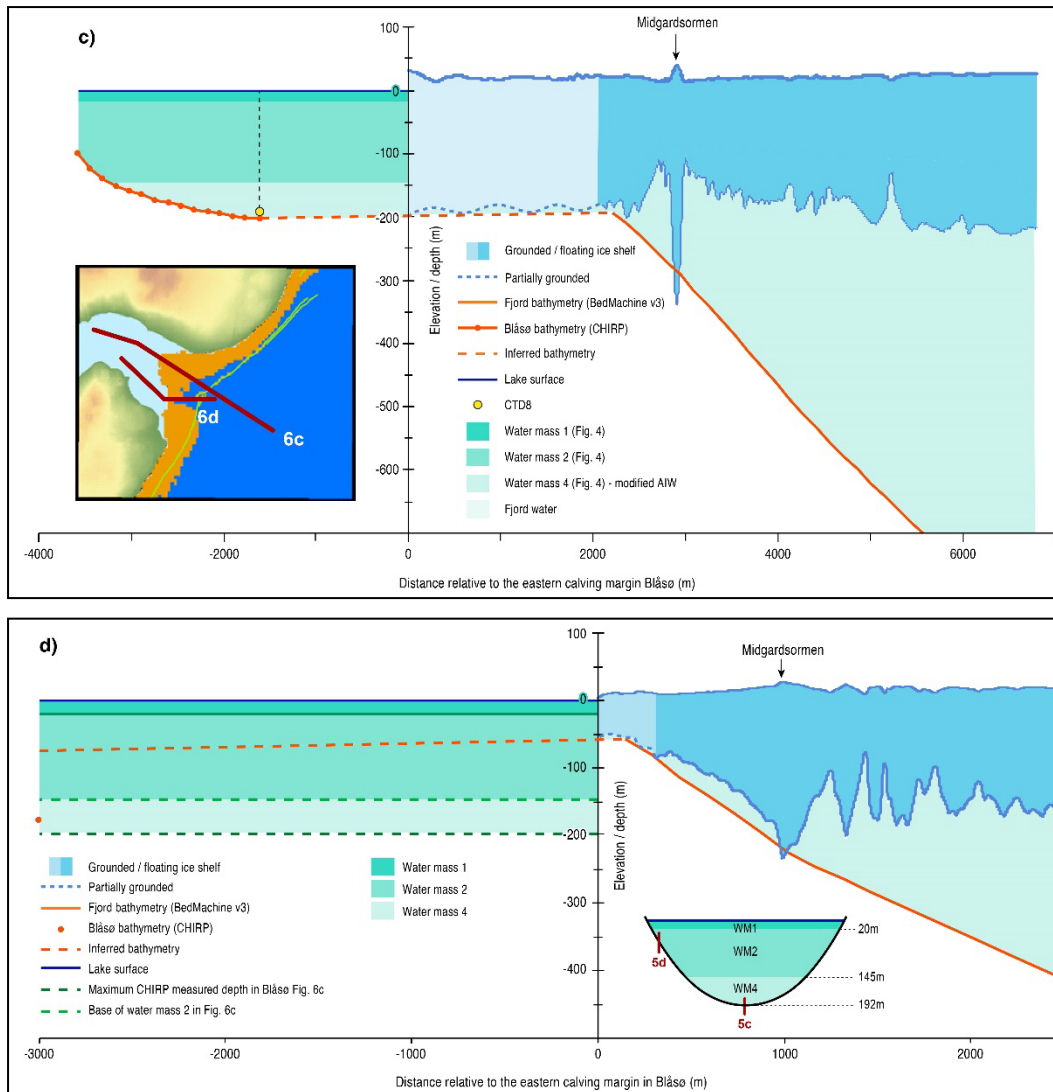 c)
Midgardsormen
100
0
-100
-200
-300
-400
-500
-600
Elevation / depth (m)
Grounded / floating ice shelf
Partially grounded
Fjord bathymetry (BedMachine v3)
Blåsø bathymetry (CHIRP)
Inferred bathymetry
Lake surface
CTD8
Water mass 1 (Fig. 4)
Water mass 2 (Fig. 4)
Water mass 4 (Fig. 4) - modified AIW
Fjord water
6d
6c
-4000 -2000 0 2000 4000 6000
Distance relative to the eastern calving margin Blåsø (m)
d)
Midgardsormen
100
0
-100
-200
-300
-400
Elevation / depth (m)
Grounded / floating ice shelf
Partially grounded
Fjord bathymetry (BedMachine v3)
Blåsø bathymetry (CHIRP)
Inferred bathymetry
Lake surface
Maximum CHIRP measured depth in Blåsø Fig. 6c
Base of water mass 2 in Fig. 6c
Water mass 1
Water mass 2
Water mass 4
WM1
20m
WM2
5d
145m
WM4
192m
5c
-3000 -2000 -1000 0 1000 2000
Distance relative to the eastern calving margin in Blåsø (m)